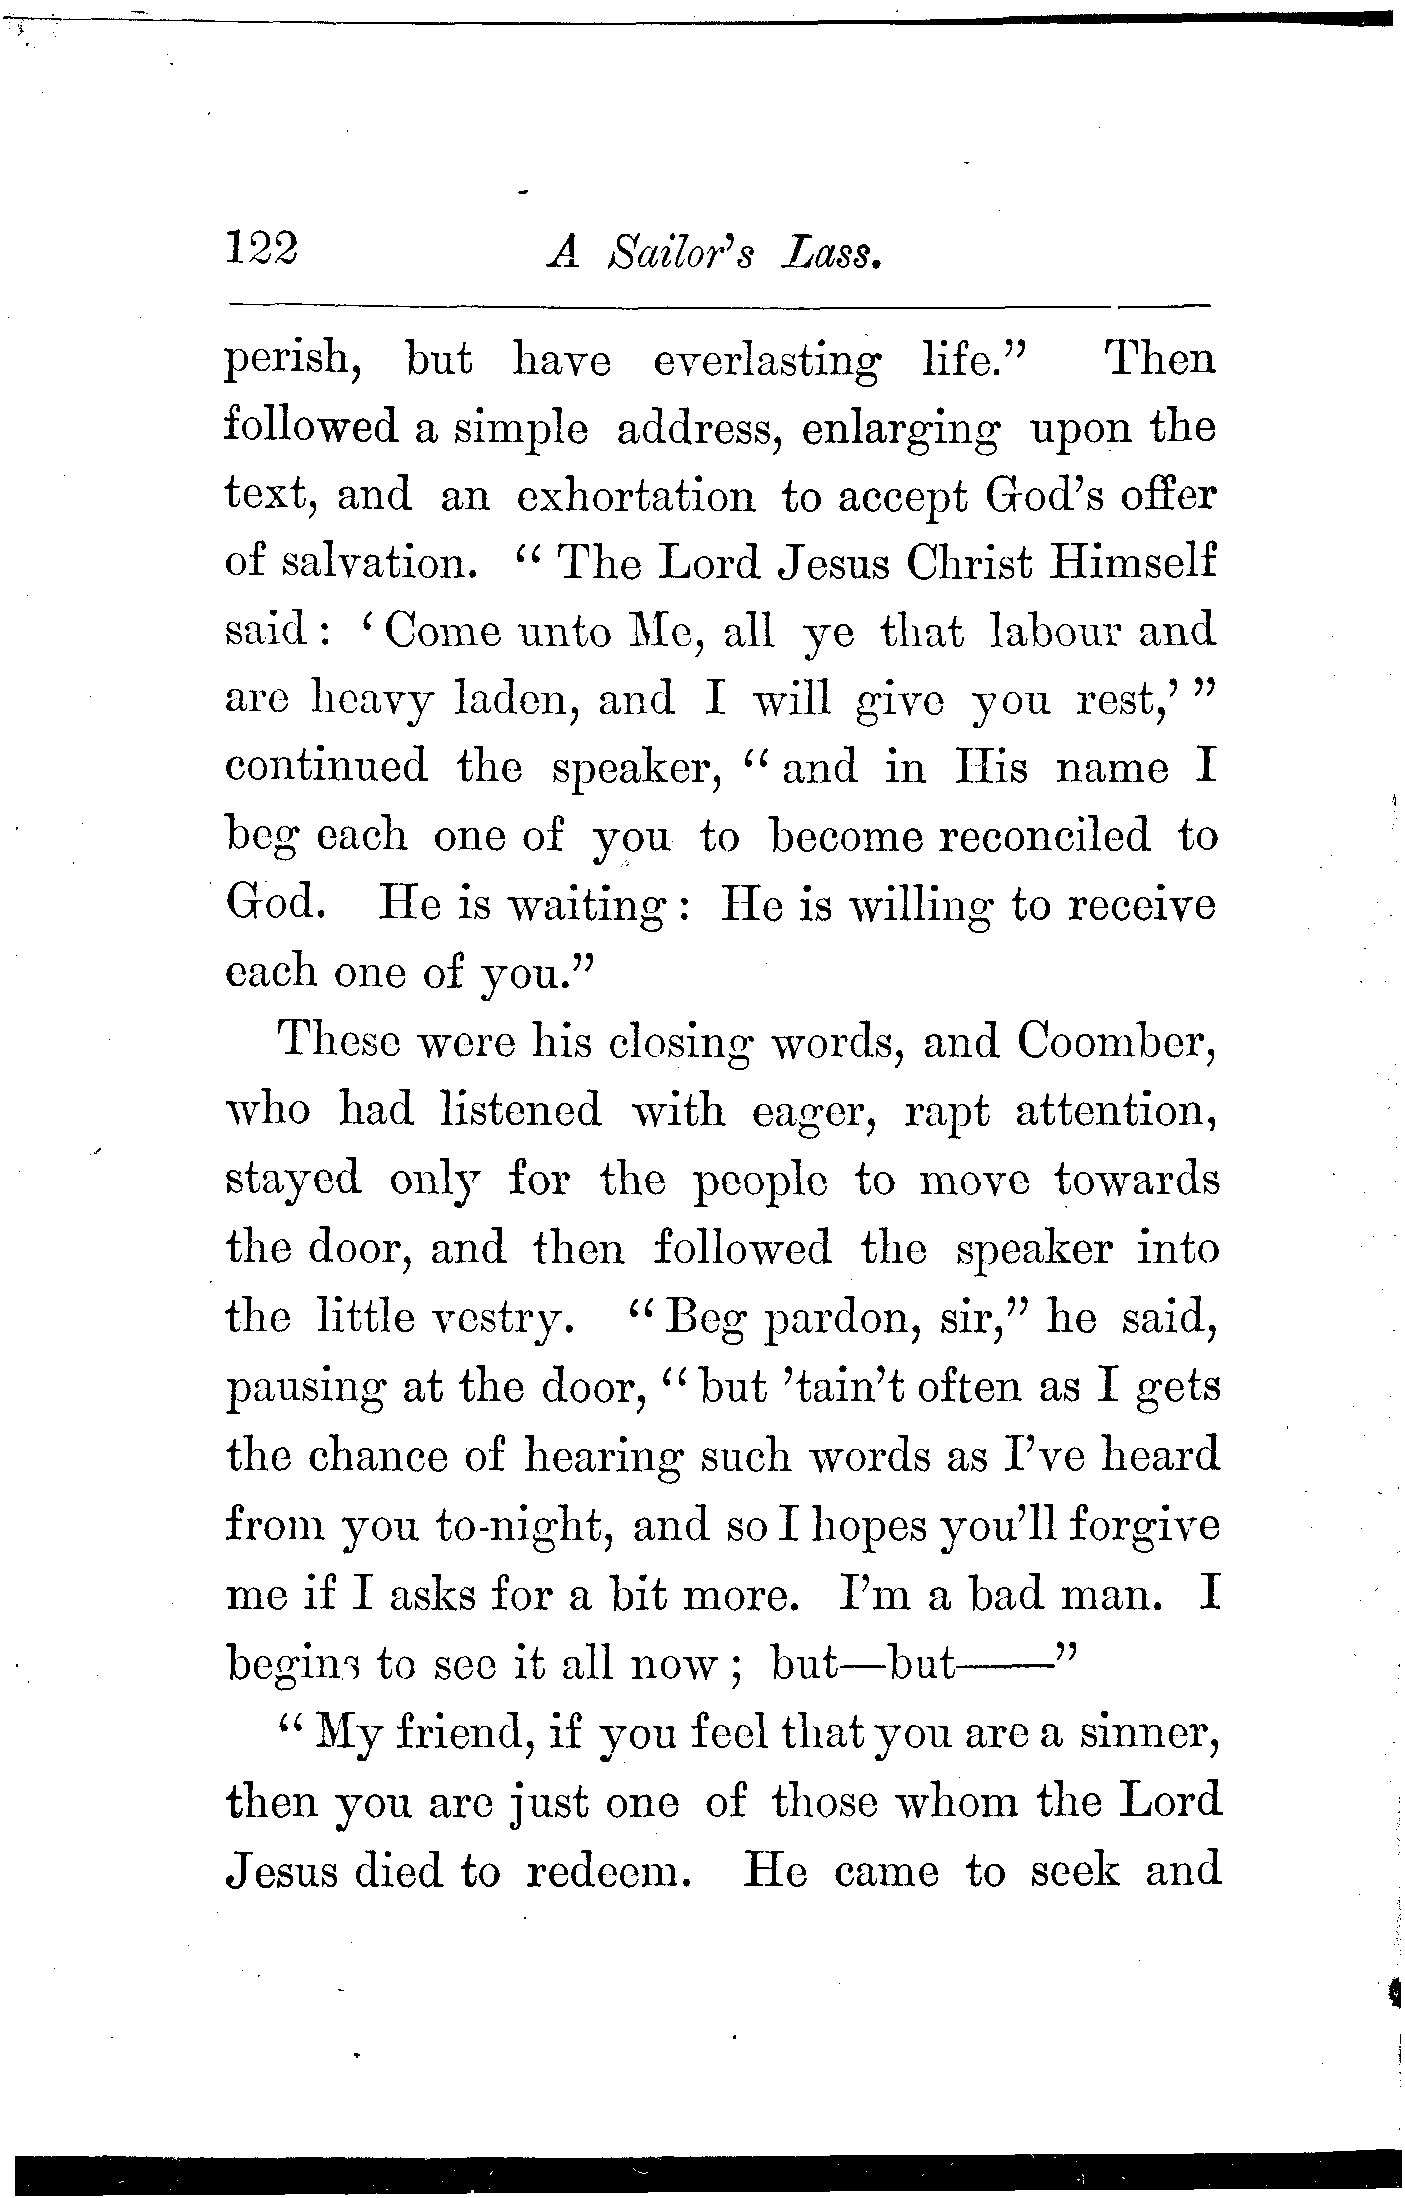 122 A Sailor's Lass.
perish, but have everlasting life." Then
followed a simple address, enlarging upon the
text, and an exhortation to accept God's offer
of salvation. "The Lord Jesus Christ Himself
said: 'Come unto Me, all ye that labour and
are heavy laden, and I will give you rest,'"
continued the speaker, "and in His name I
beg each one of you to become reconciled to
God. He is waiting: He is willing to receive
each one of you."
These were his closing words, and Coomber,
who had listened with eager, rapt attention,
stayed only for the people to move towards
the door, and then followed the speaker into
the little vestry. "Beg pardon, sir," he said,
pausing at the door, "but 'tain't often as I gets
the chance of hearing such words as I've heard
from you to-night, and so I hopes you'll forgive
me if I asks for a bit more. I'm a bad man. I
begins to see it all now; but—but——"
"My friend, if you feel that you are a sinner,
then you are just one of those whom the Lord
Jesus died to redeem. He came to seek and